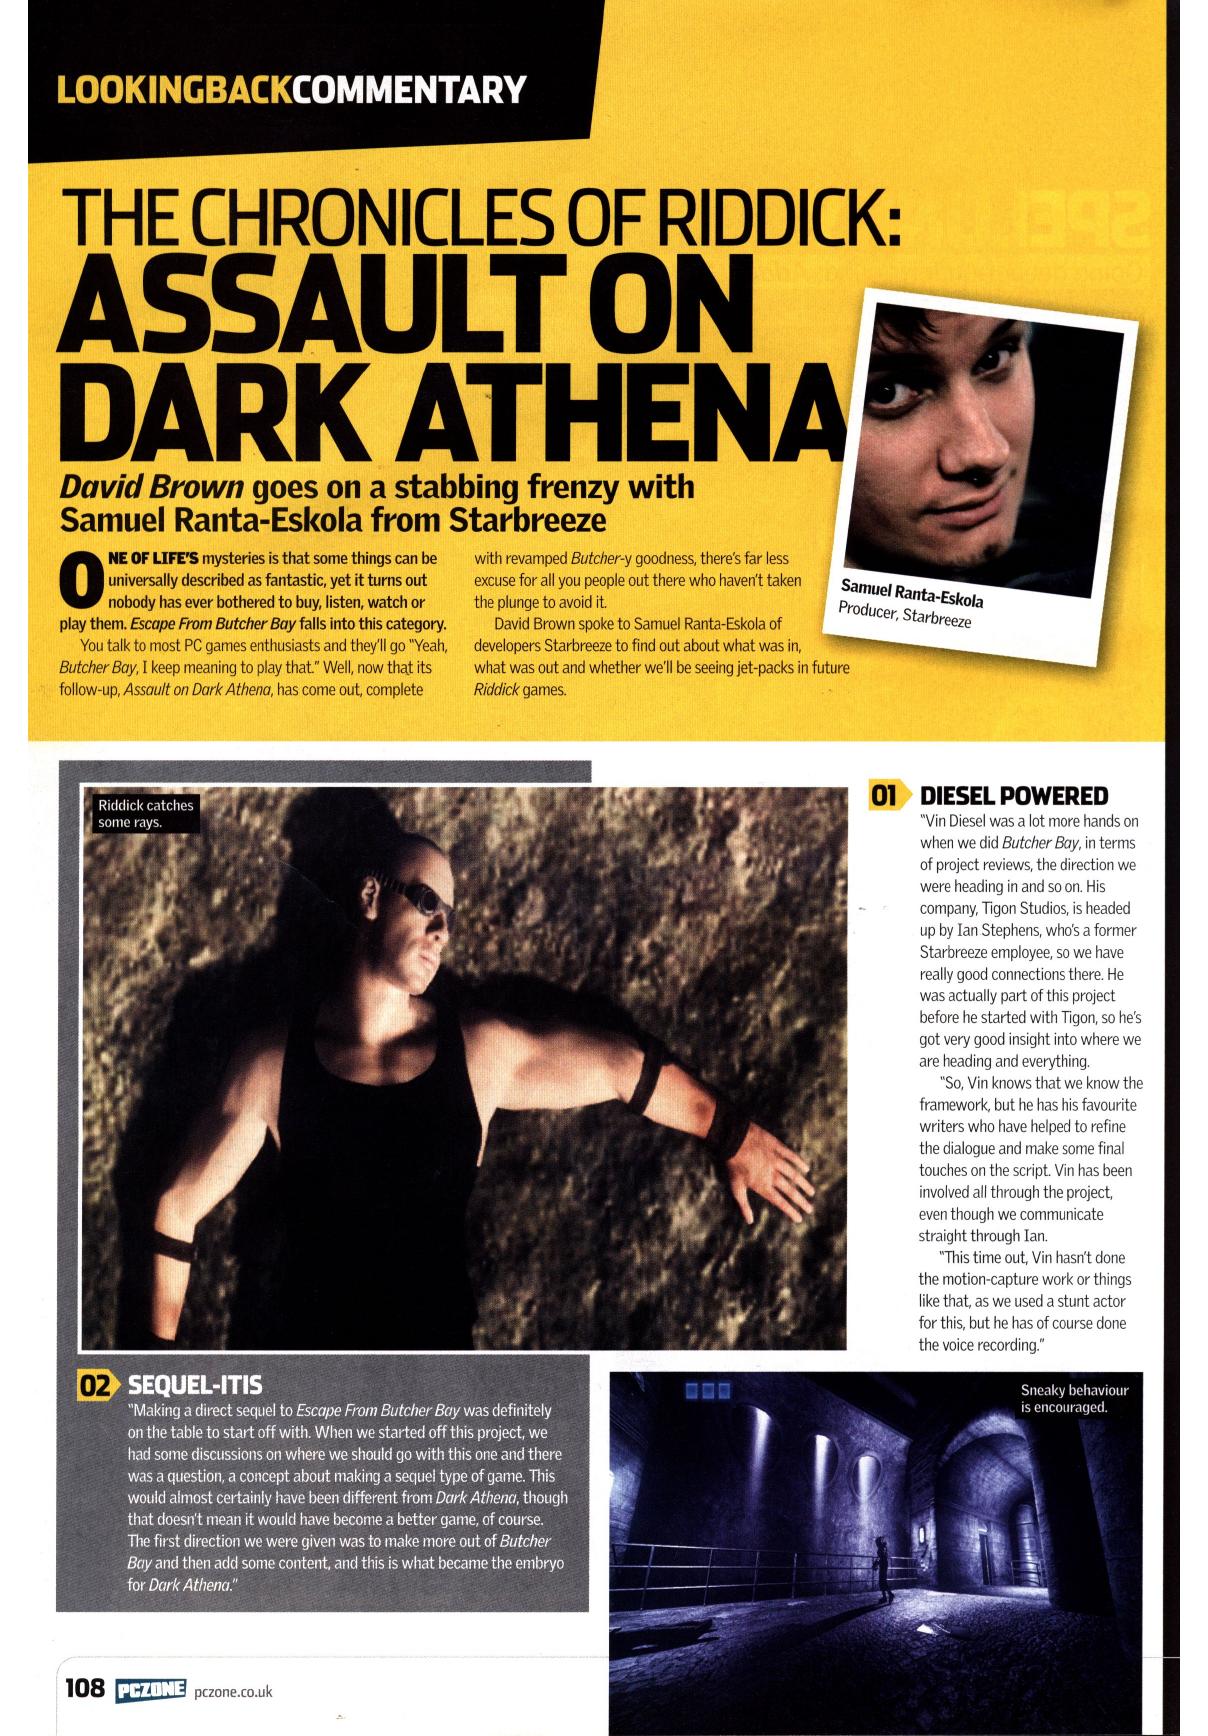 LOOKINGBACKCOMMENTARY
THE CHRONICLES OF RIDDICK:
ASSAULT ON
DARK ATHENA
David Brown goes on a stabbing frenzy with
Samuel Ranta-Eskola from Starbreeze
ONE OF LIFE'S mysteries is that some things can be
universally described as fantastic, yet it turns out
nobody has ever bothered to buy, listen, watch or
play them. Escape From Butcher Bay falls into this category.
You talk to most PC games enthusiasts and they'll go "Yeah,
Butcher Bay, I keep meaning to play that." Well, now that its
follow-up, Assault on Dark Athena, has come out, complete
with revamped Butcher-y goodness, there's far less
excuse for all you people out there who haven't taken
the plunge to avoid it.
David Brown spoke to Samuel Ranta-Eskola of
developers Starbreeze to find out about what was in,
what was out and whether we'll be seeing jet-packs in future
Riddick games.
Samuel Ranta-Eskola
Producer, Starbreeze
Riddick catches
some rays.
01 DIESEL POWERED
"Vin Diesel was a lot more hands on
when we did Butcher Bay, in terms
of project reviews, the direction we
were heading in and so on. His
company, Tigon Studios, is headed
up by Ian Stephens, who's a former
Starbreeze employee, so we have
really good connections there. He
was actually part of this project
before he started with Tigon, so he's
got very good insight into where we
are heading and everything.
"So, Vin knows that we know the
framework, but he has his favourite
writers who have helped to refine
the dialogue and make some final
touches on the script. Vin has been
involved all through the project,
even though we communicate
straight through Ian.
"This time out, Vin hasn't done
the motion-capture work or things
like that, as we used a stunt actor
for this, but he has of course done
the voice recording."
02 SEQUEL-ITIS
"Making a direct sequel to Escape From Butcher Bay was definitely
on the table to start off with. When we started off this project, we
had some discussions on where we should go with this one and there
was a question, a concept about making a sequel type of game. This
would almost certainly have been different from Dark Athena, though
that doesn't mean it would have become a better game, of course.
The first direction we were given was to make more out of Butcher
Bay and then add some content, and this is what became the embryo
for Dark Athena."
Sneaky behaviour
is encouraged.
108 PCZONE pczone.co.uk